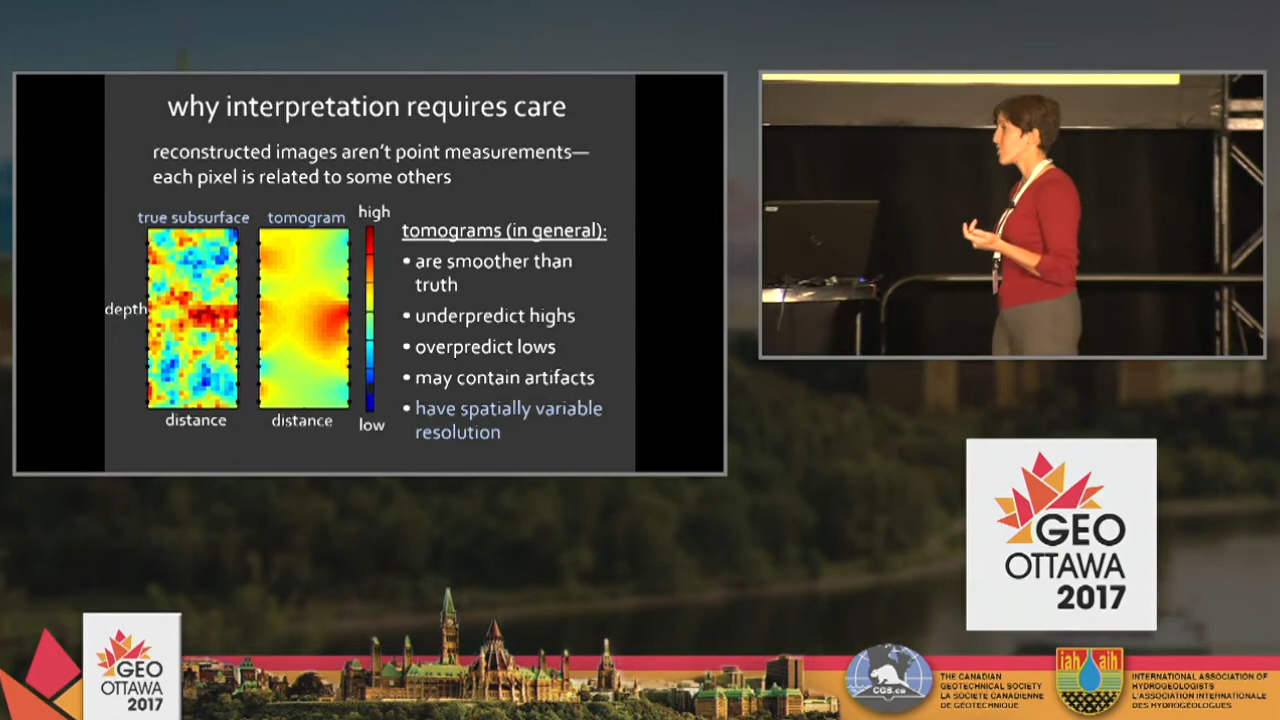 why interpretation requires care
reconstructed images aren't point measurements—
each pixel is related to some others
true subsurface
tomogram
high
depth
distance
distance
low
tomograms (in general):
• are smoother than
truth
• underpredict highs
• overpredict lows
• may contain artifacts
• have spatially variable
resolution
GEO
OTTAWA
2017
GEO
OTTAWA
2017
CGS.ca
THE CANADIAN
GEOTECHNICAL SOCIETY
LA SOCIÉTÉ CANADIENNE
DE GÉOTECHNIQUE
iah aih
INTERNATIONAL ASSOCIATION OF
HYDROGEOLOGISTS
L'ASSOCIATION INTERNATIONALE
DES HYDROGÉOLOGUES